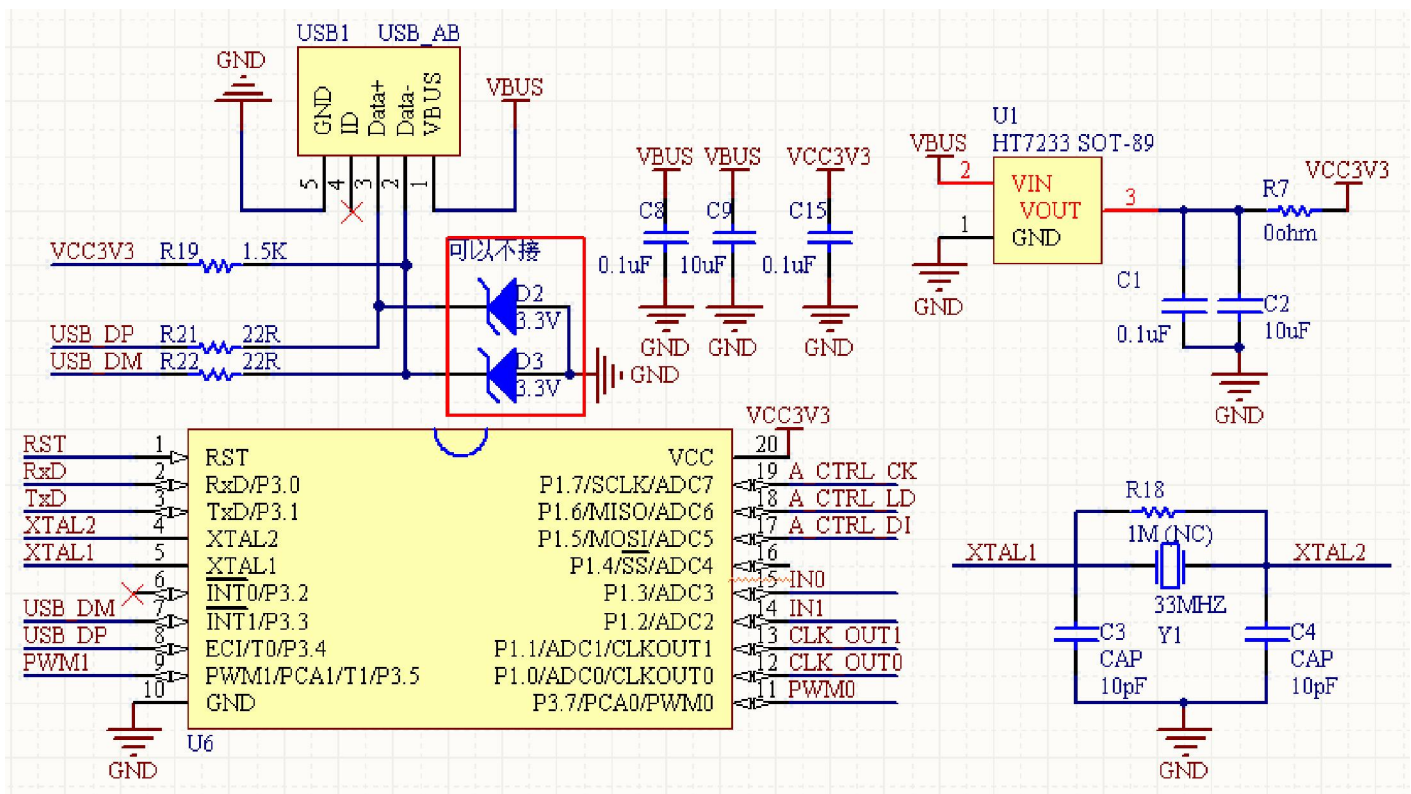 USB1 USB_AB
GND
GND
ID
Data+
Data-
VBUS
5
4
3
2
1
VBUS
VCC3V3 R19 1.5K
可以不接
D2
3.3V
USB_DP R21 22R
USB_DM R22 22R
D3
3.3V
GND
VBUS VBUS VCC3V3
C8 C9 C15
0.1uF 10uF 0.1uF
GND GND GND
U1
HT7233 SOT-89
VBUS
2
VIN
VOUT
3
1
GND
GND
R7
0ohm
VCC3V3
C1
0.1uF
C2
10uF
GND
VCC3V3
RST 1 RST
RxD 2 RxD/P3.0
TxD 3 TxD/P3.1
XTAL2 4 XTAL2
XTAL1 5 XTAL1
6 INT0/P3.2
USB_DM 7 INT1/P3.3
USB_DP 8 ECI/T0/P3.4
PWM1 9 PWM1/PCA1/T1/P3.5
10 GND
GND
U6
VCC 20
P1.7/SCLK/ADC7 19 A_CTRL_CK
P1.6/MISO/ADC6 18 A_CTRL_LD
P1.5/MOSI/ADC5 17 A_CTRL_DI
P1.4/SS/ADC4 16
P1.3/ADC3 15 IN0
P1.2/ADC2 14 IN1
P1.1/ADC1/CLKOUT1 13 CLK_OUT1
P1.0/ADC0/CLKOUT0 12 CLK_OUT0
P3.7/PCA0/PWM0 11 PWM0
R18
1M (NC)
XTAL1
XTAL2
33MHZ
Y1
C3
CAP
10pF
C4
CAP
10pF
GND